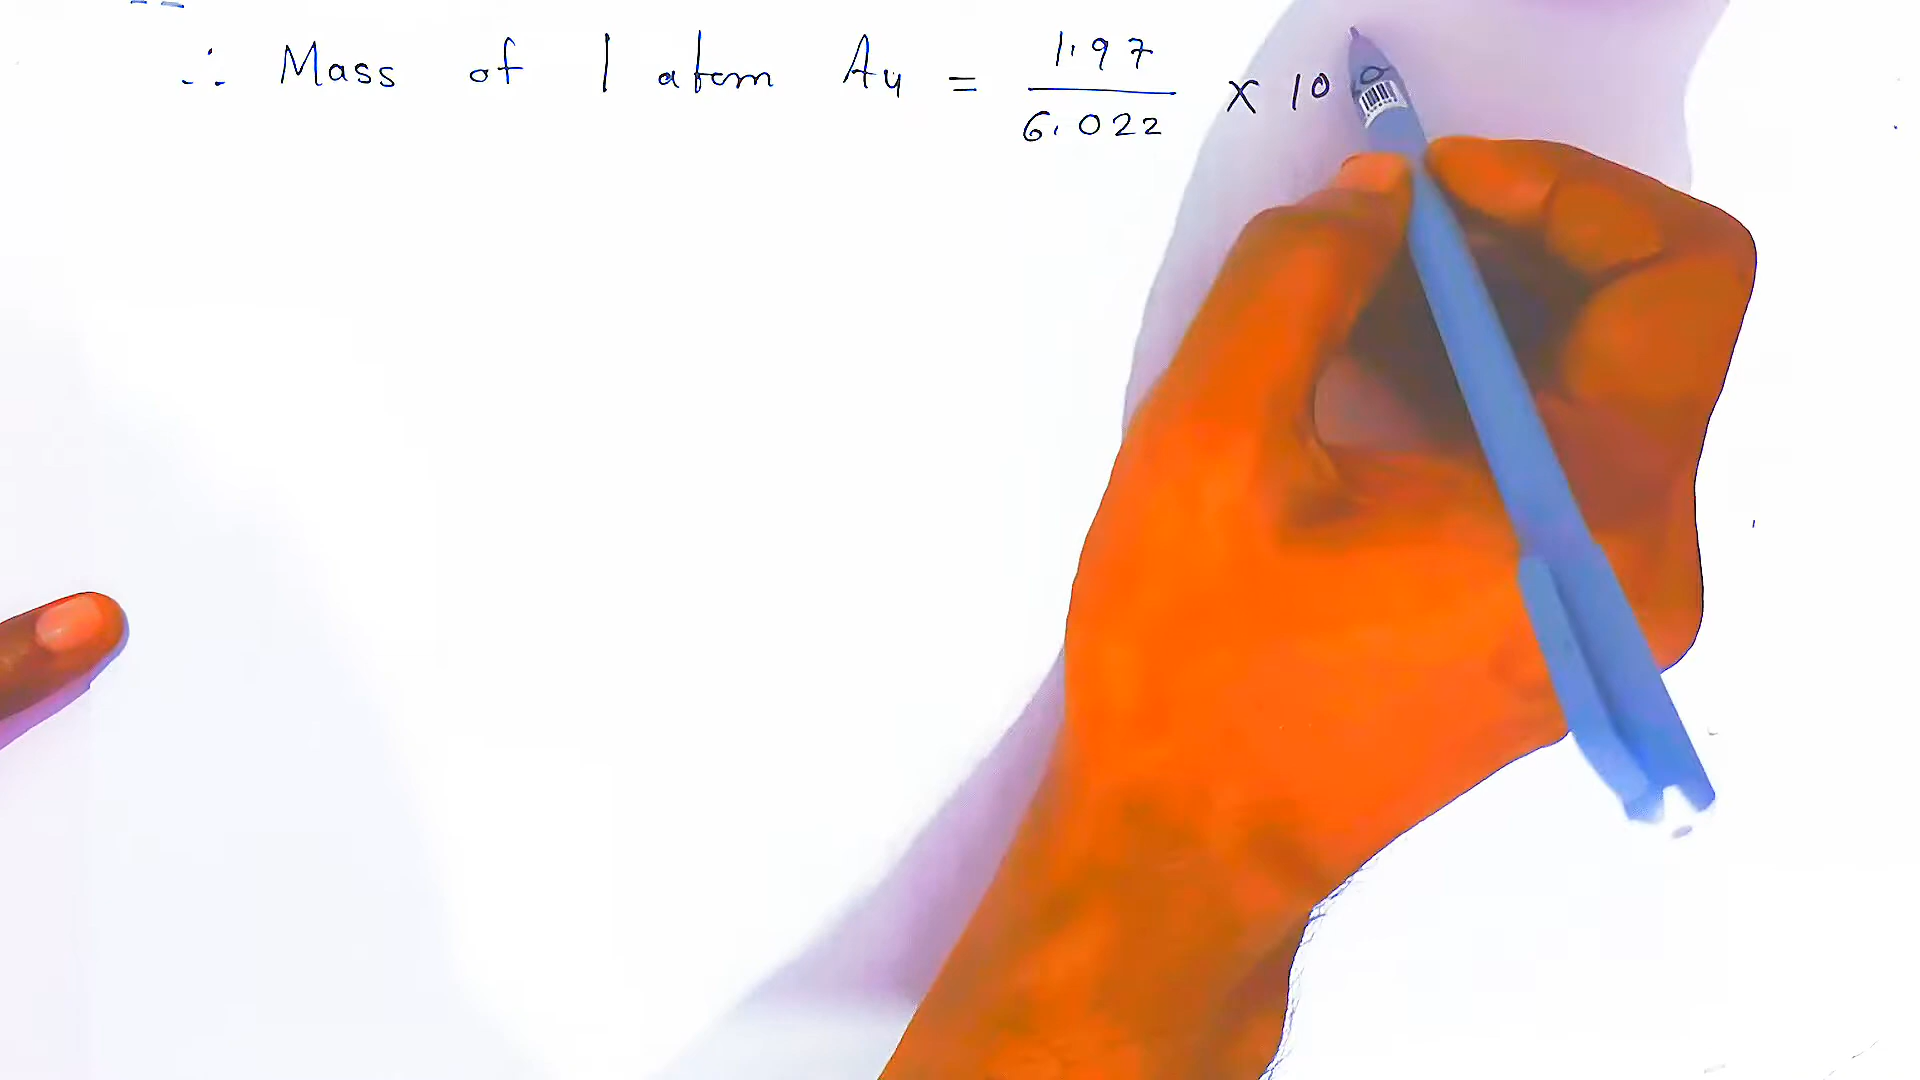 ∴ Mass of 1 atom Au = 1.97 / 6.022 × 10